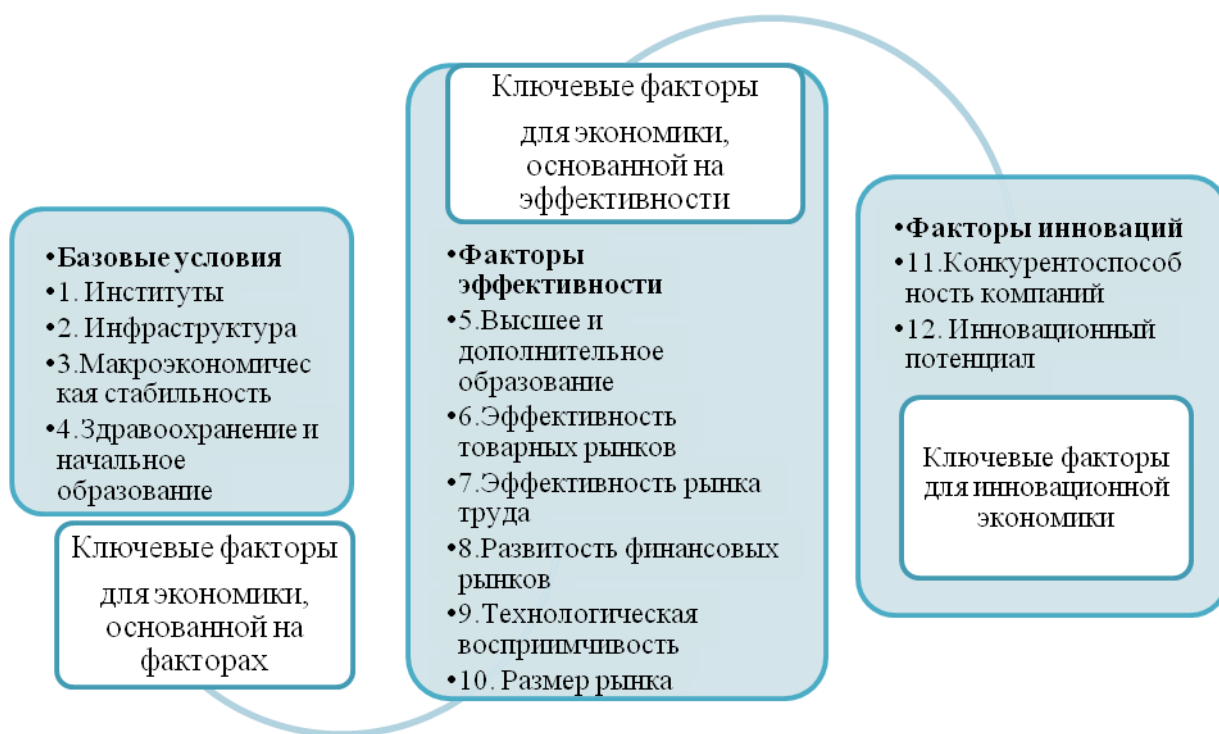 •Базовые условия
•1. Институты
•2. Инфраструктура
•3.Макроэкономичес
кая стабильность
•4.Здравоохранение и
начальное
образование
Ключевые факторы
для экономики,
основанной на
факторах
Ключевые факторы
для экономики,
основанной на
эффективности
•Факторы
эффективности
•5.Высшее и
дополнительное
образование
•6.Эффективность
товарных рынков
•7.Эффективность рынка
труда
•8.Развитость финансовых
рынков
•9.Технологическая
восприимчивость
•10. Размер рынка
•Факторы инноваций
•11.Конкурентоспособ
ность компаний
•12. Инновационный
потенциал
Ключевые факторы
для инновационной
экономики